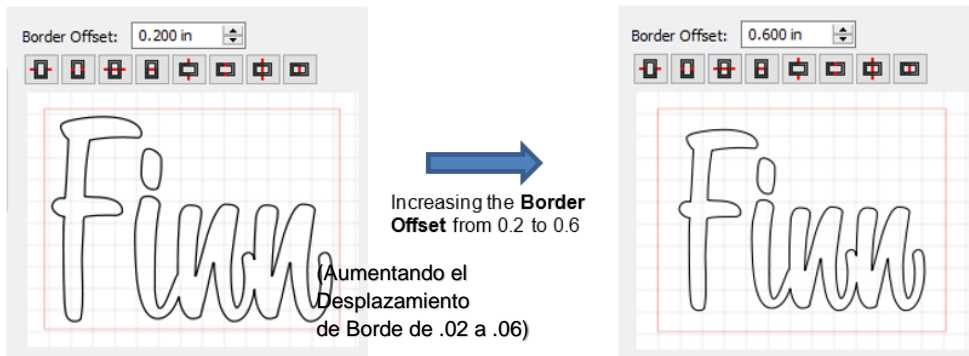 Border Offset: 0.200 in
Finn
Increasing the Border
Offset from 0.2 to 0.6
(Aumentando el
Desplazamiento
de Borde de .02 a .06)
Border Offset: 0.600 in
Finn